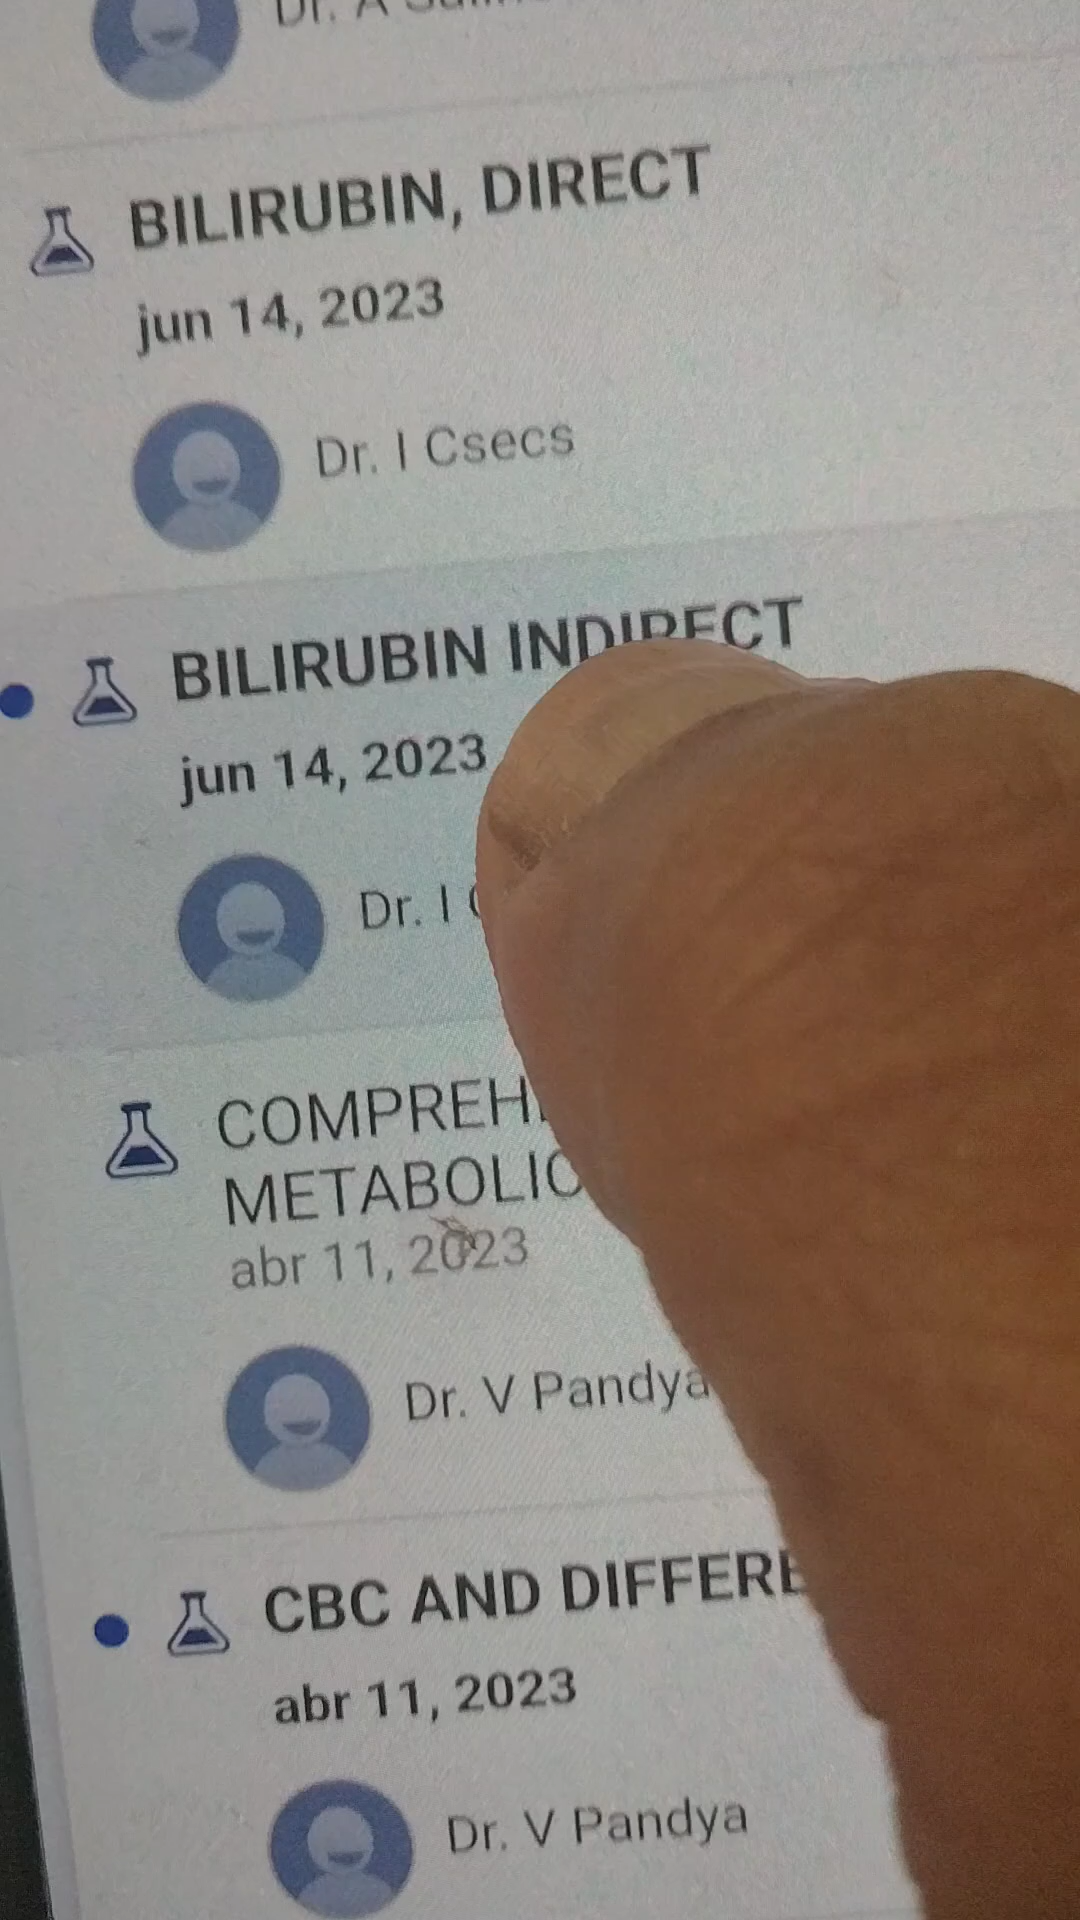 Dr. A
BILIRUBIN, DIRECT
jun 14, 2023
Dr. I Csecs
BILIRUBIN INDIRECT
jun 14, 2023
Dr. I
COMPREH
METABOLIC
abr 11, 2023
Dr. V Pandya
CBC AND DIFFERE
abr 11, 2023
Dr. V Pandya